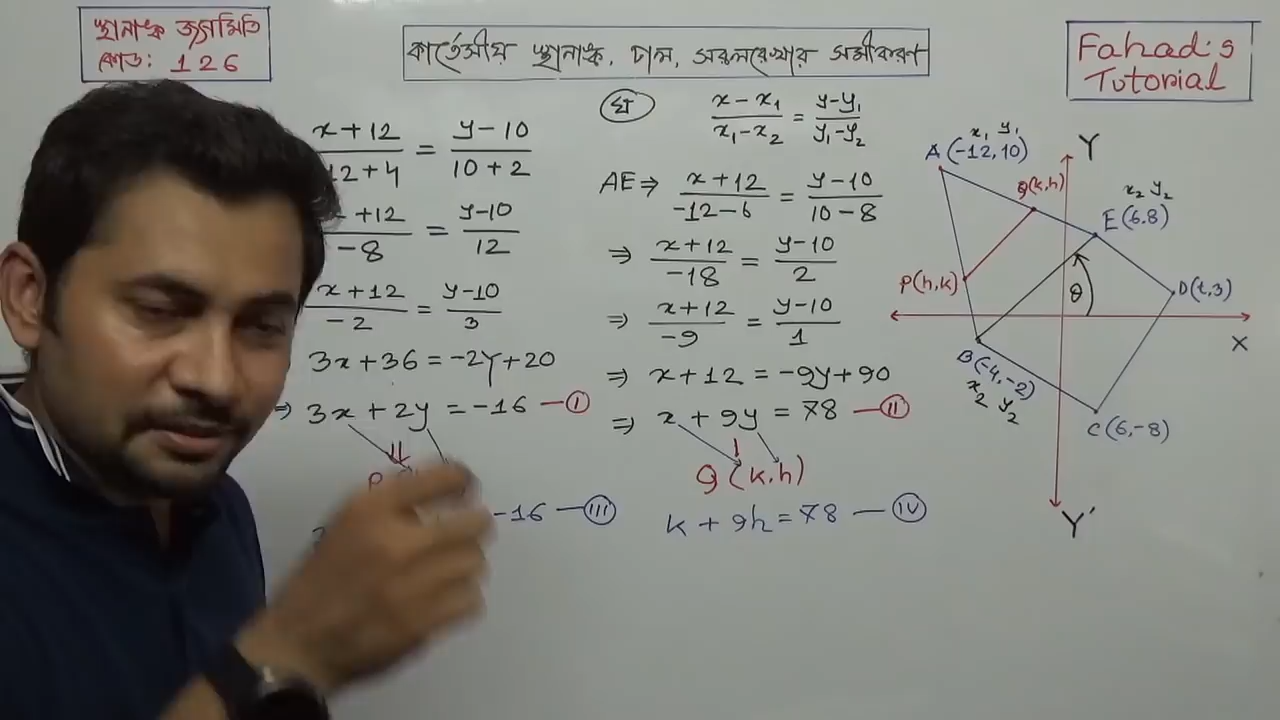 স্থানাঙ্ক জ্যামিতি
কোড: 126
কার্তেসীয় স্থানাঙ্ক, ঢাল, সরলরেখার সমীকরণ
Fahad's
Tutorial
x+12 / 12+4 = y-10 / 10+2
+12 / -8 = y-10 / 12
x+12 / -2 = y-10 / 3
3x+36 = -2y+20
⇒ 3x+2y = -16 —(I)
-16 —(III)
(ঘ) x-x₁ / x₁-x₂ = y-y₁ / y₁-y₂
AE ⇒ x+12 / -12-6 = y-10 / 10-8
⇒ x+12 / -18 = y-10 / 2
⇒ x+12 / -9 = y-10 / 1
⇒ x+12 = -9y+90
⇒ x+9y = 78 —(II)
Q(k,h)
k+9h = 78 —(IV)
Y
x₁ y₁
A(-12,10)
Q(k,h)
x₂ y₂
E(6.8)
P(h,k)
θ
D(t,3)
X
B(-4,-2)
x₂ y₂
C(6,-8)
Y'